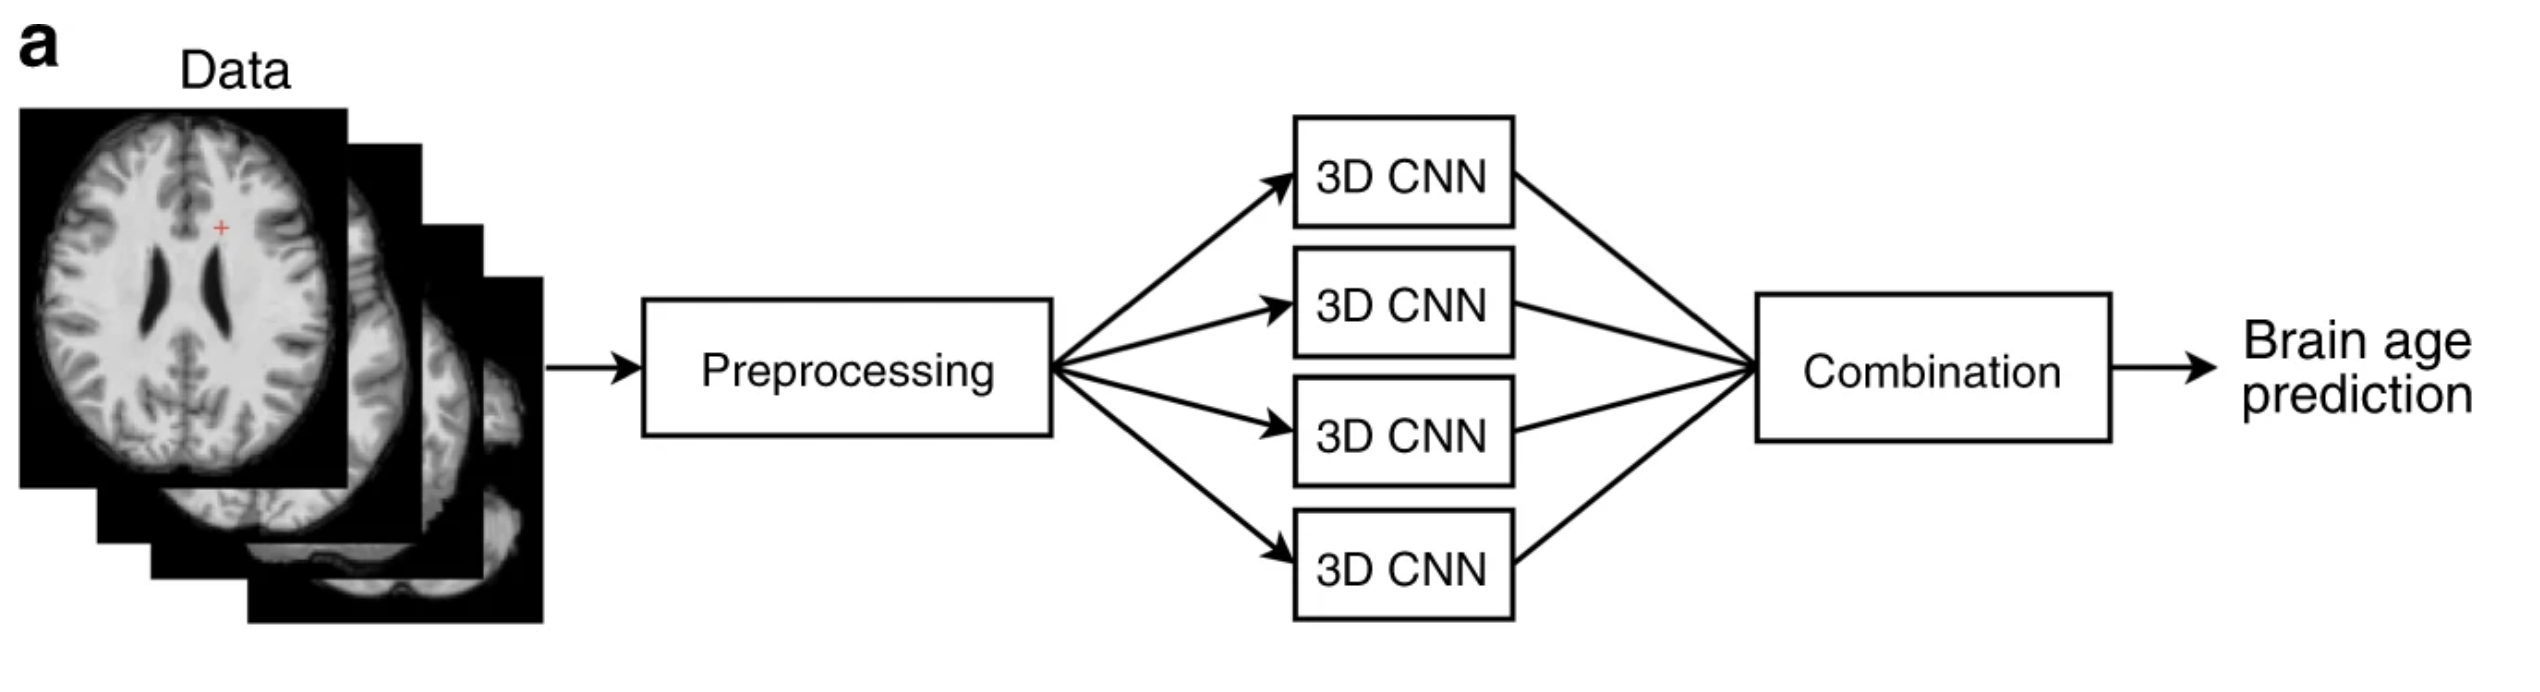 a
Data
Preprocessing
3D CNN
3D CNN
3D CNN
3D CNN
Combination
Brain age
prediction